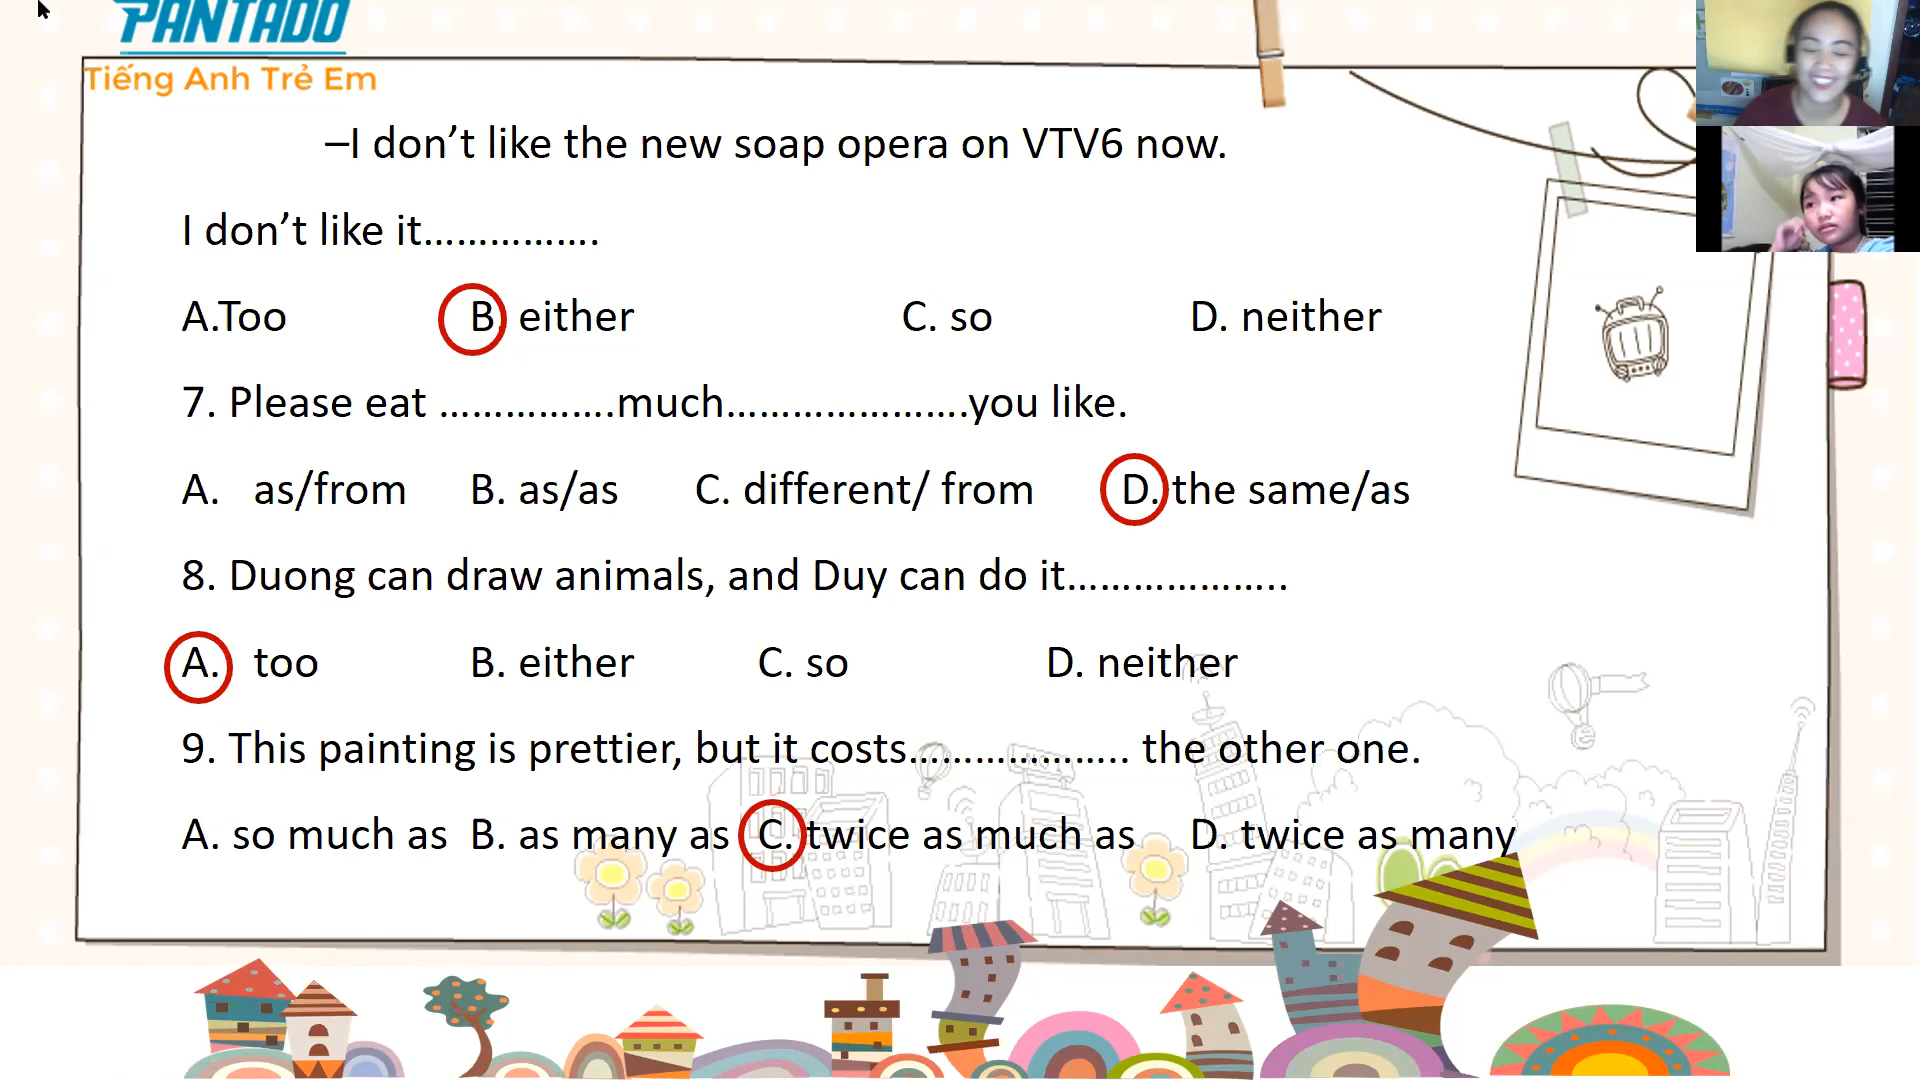 PANTADO
Tiếng Anh Trẻ Em
–I don’t like the new soap opera on VTV6 now.
I don’t like it…………….
A.Too B. either C. so D. neither
7. Please eat …………….much………………….you like.
A. as/from B. as/as C. different/ from D. the same/as
8. Duong can draw animals, and Duy can do it………………..
A. too B. either C. so D. neither
9. This painting is prettier, but it costs……………….. the other one.
A. so much as B. as many as C. twice as much as D. twice as many